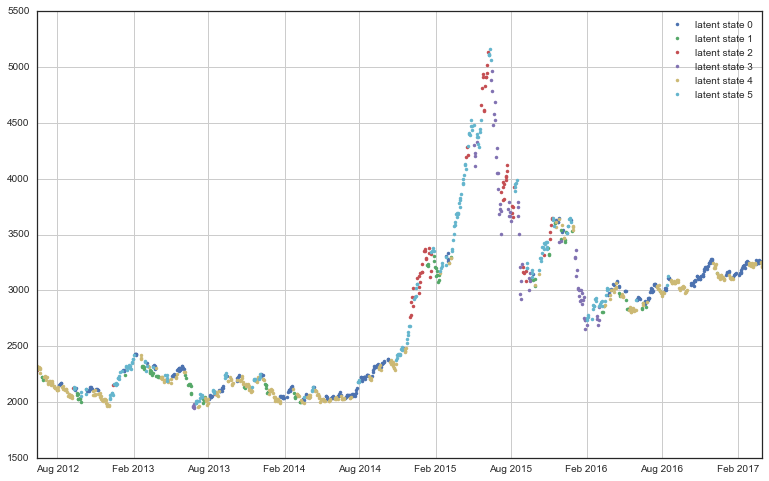 5500
5000
4500
4000
3500
3000
2500
2000
1500
latent state 0
latent state 1
latent state 2
latent state 3
latent state 4
latent state 5
Aug 2012 Feb 2013 Aug 2013 Feb 2014 Aug 2014 Feb 2015 Aug 2015 Feb 2016 Aug 2016 Feb 2017